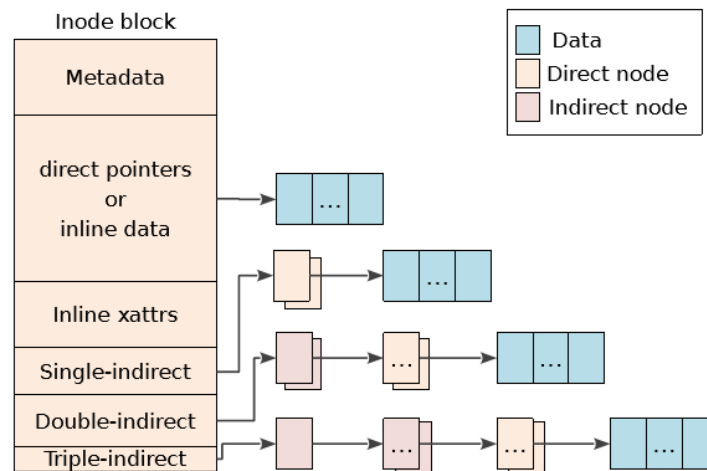 Inode block
Metadata
direct pointers
or
inline data
Inline xattrs
Single-indirect
Double-indirect
Triple-indirect
Data
Direct node
Indirect node
...
...
...
...
...
...
...
...